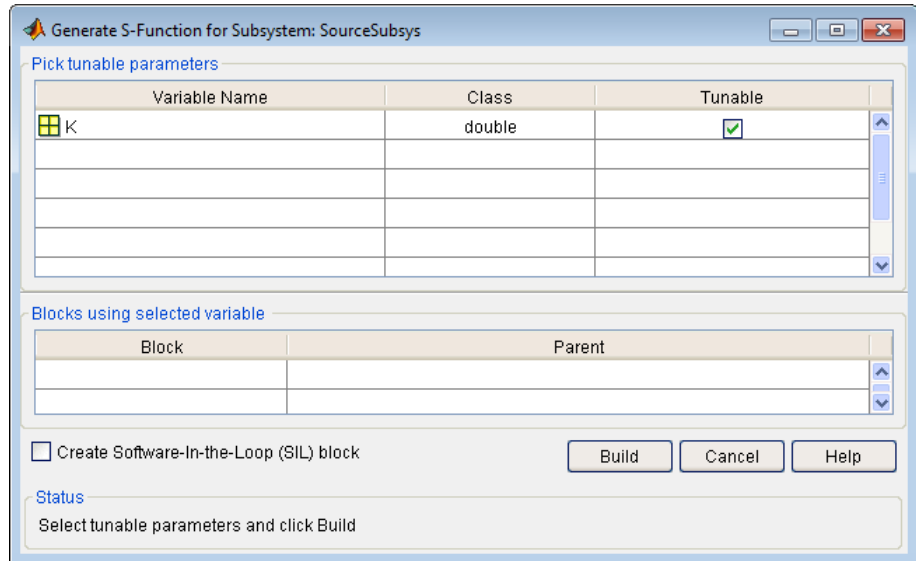 Generate S-Function for Subsystem: SourceSubsys
Pick tunable parameters
Variable Name Class Tunable
K double
Blocks using selected variable
Block Parent
Create Software-In-the-Loop (SIL) block Build Cancel Help
Status
Select tunable parameters and click Build